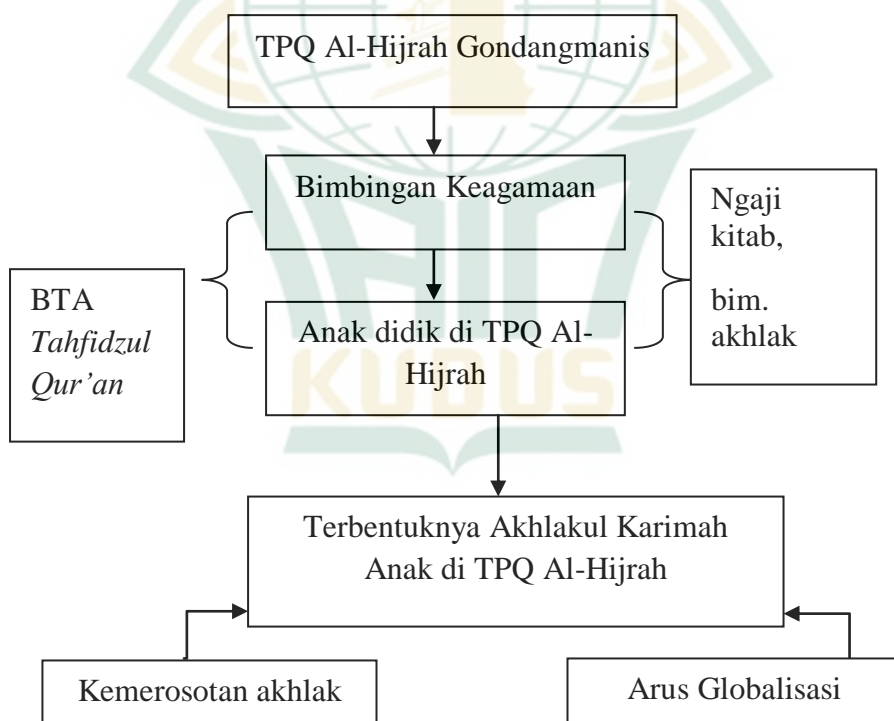 TPQ Al-Hijrah Gondangmanis
Bimbingan Keagamaan
Ngaji
kitab,
bim.
akhlak
BTA
Tahfidzul
Qur’an
Anak didik di TPQ Al-
Hijrah
KUDUS
Terbentuknya Akhlakul Karimah
Anak di TPQ Al-Hijrah
Kemerosotan akhlak
Arus Globalisasi